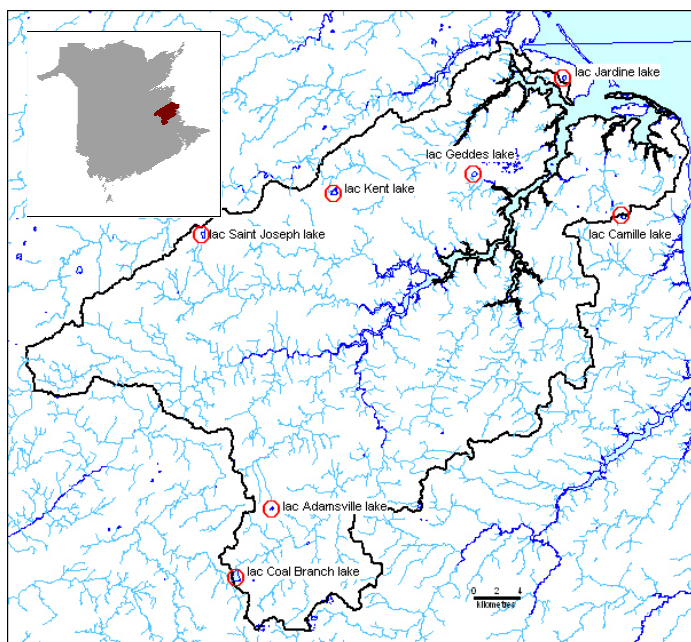 lac Jardine lake
lac Geddes lake
lac Kent lake
lac Camille lake
lac Saint Joseph lake
lac Adamsville lake
lac Coal Branch lake
0 2 4
kilometres